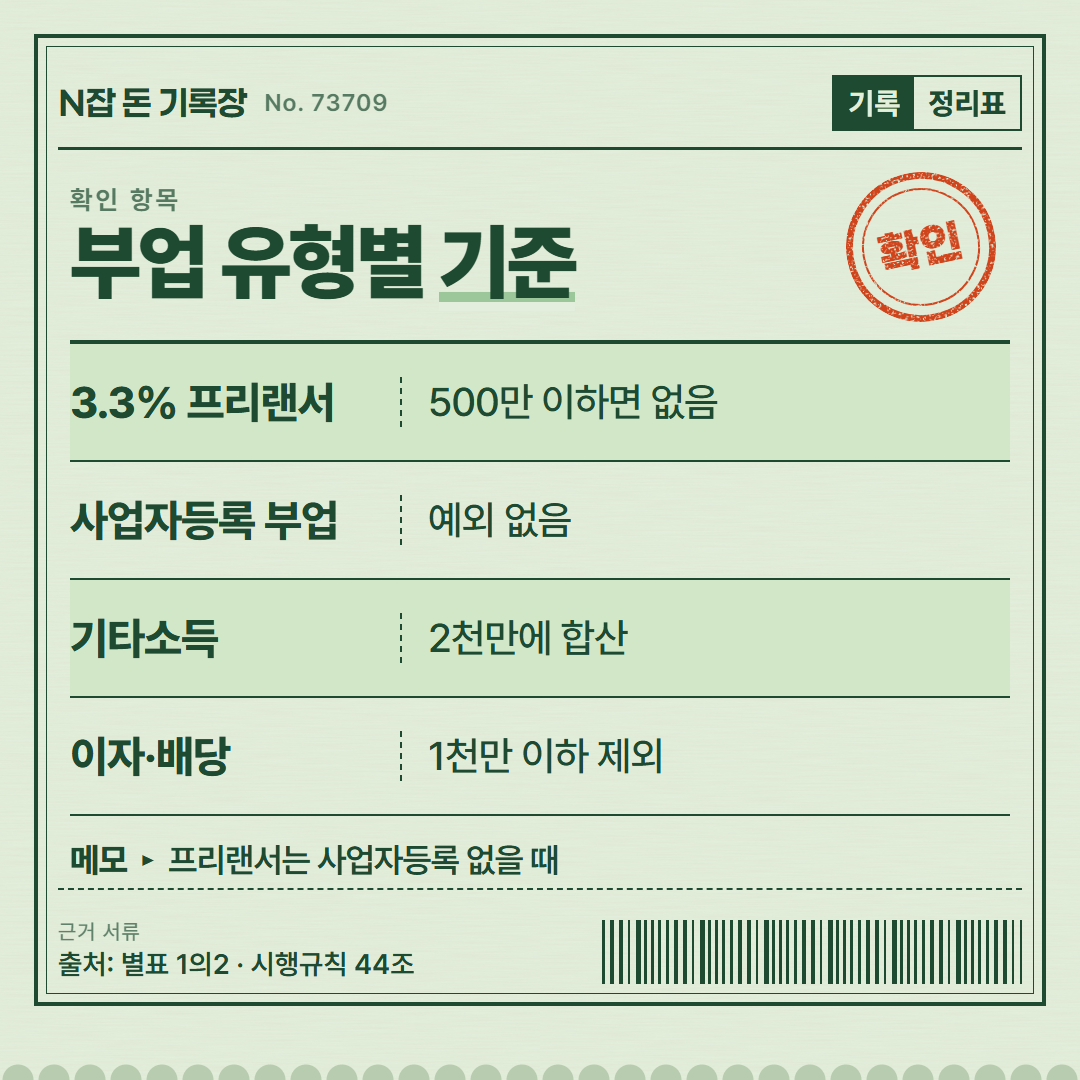 N잡 돈 기록장 No. 73709
기록 정리표
확인 항목
부업 유형별 기준
확인
3.3% 프리랜서 500만 이하면 없음
사업자등록 부업 예외 없음
기타소득 2천만에 합산
이자·배당 1천만 이하 제외
메모 ▸ 프리랜서는 사업자등록 없을 때
근거 서류
출처: 별표 1의2 · 시행규칙 44조